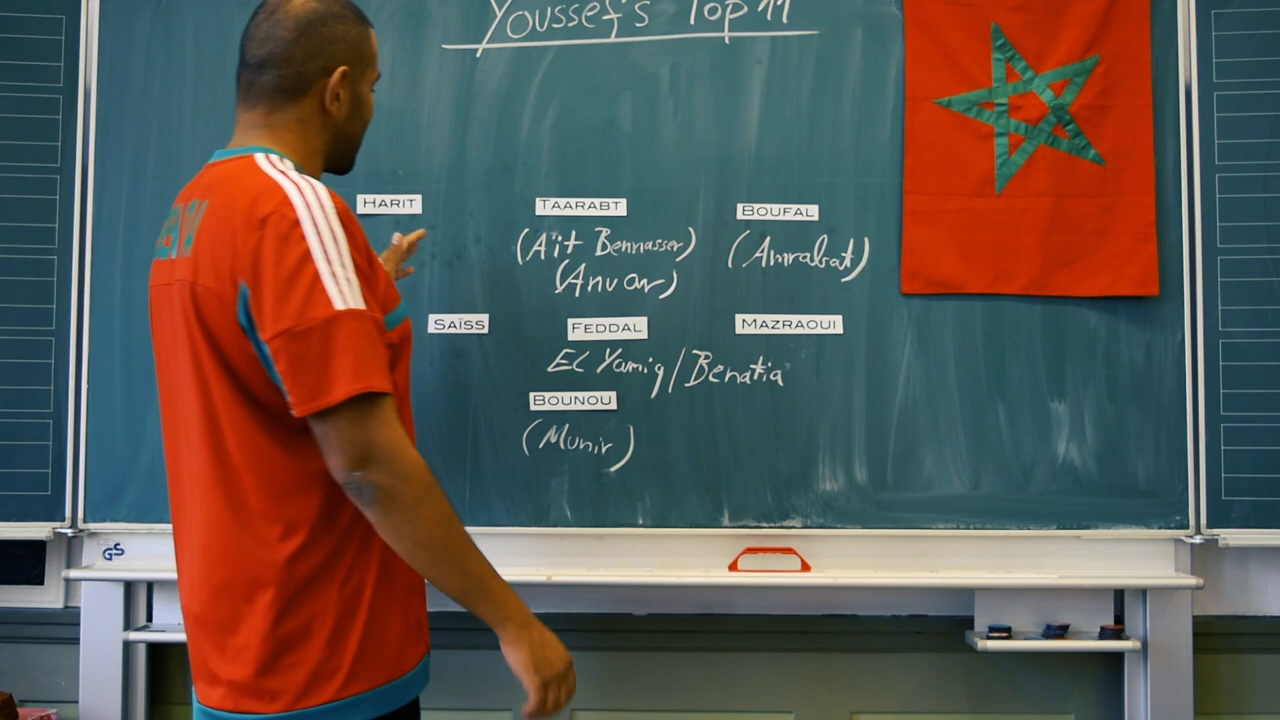 Youssef's Top 11
HARIT TAARABT BOUFAL
(Aït Bennasser) (Amrabat)
(Anuar)
SAÏSS FEDDAL MAZRAOUI
El Yamiq/Benatia
BOUNOU
(Munir)
GS